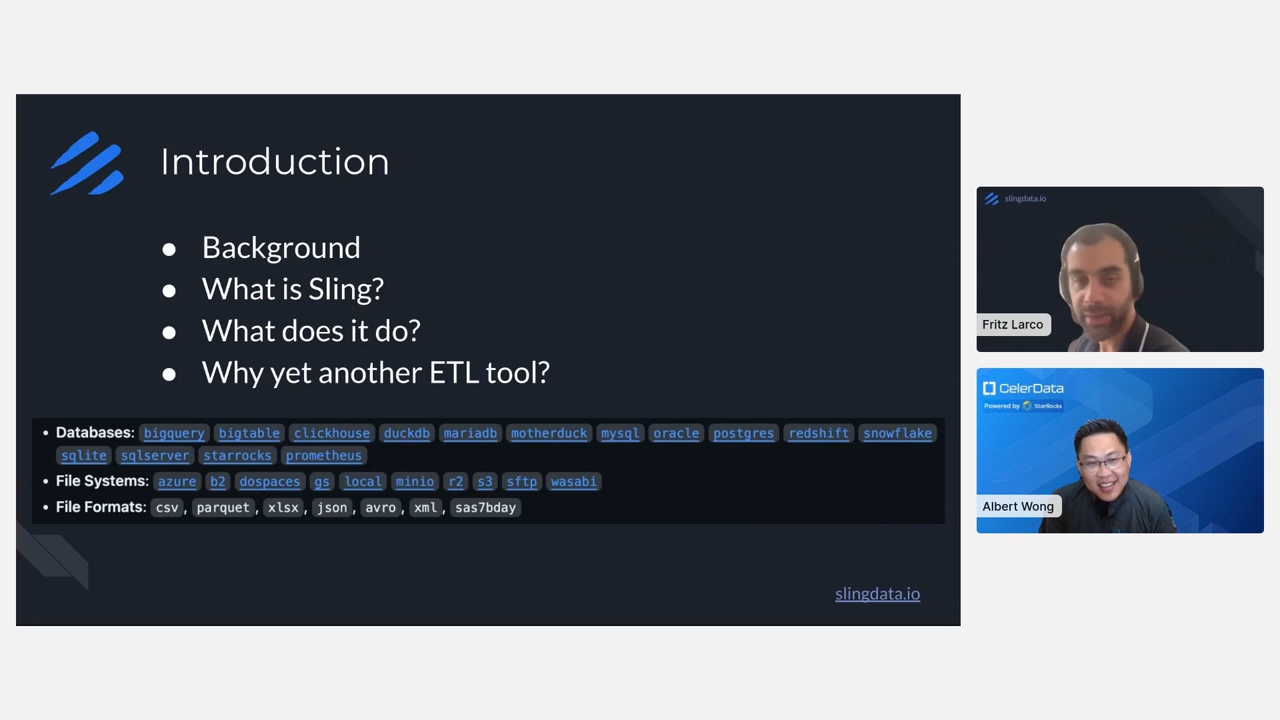 Introduction
● Background
● What is Sling?
● What does it do?
● Why yet another ETL tool?
• Databases: bigquery bigtable clickhouse duckdb mariadb motherduck mysql oracle postgres redshift snowflake
sqlite sqlserver starrocks prometheus
• File Systems: azure b2 dospaces gs local minio r2 s3 sftp wasabi
• File Formats: csv, parquet, xlsx, json, avro, xml, sas7bday
slingdata.io
slingdata.io
Fritz Larco
CelerData
Powered by StarRocks
Albert Wong